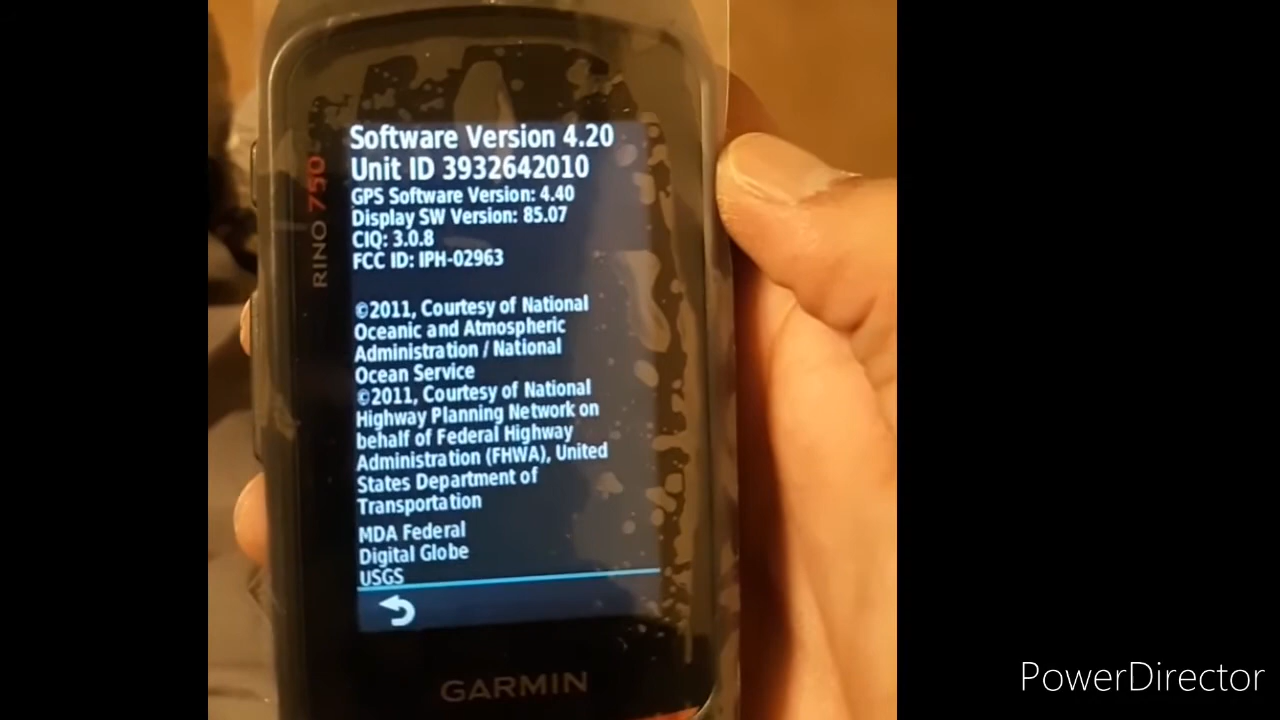 Software Version 4.20
Unit ID 3932642010
GPS Software Version: 4.40
Display SW Version: 85.07
CIQ: 3.0.8
FCC ID: IPH-02963
©2011, Courtesy of National
Oceanic and Atmospheric
Administration / National
Ocean Service
©2011, Courtesy of National
Highway Planning Network on
behalf of Federal Highway
Administration (FHWA), United
States Department of
Transportation
MDA Federal
Digital Globe
USGS
RINO 750
GARMIN
PowerDirector